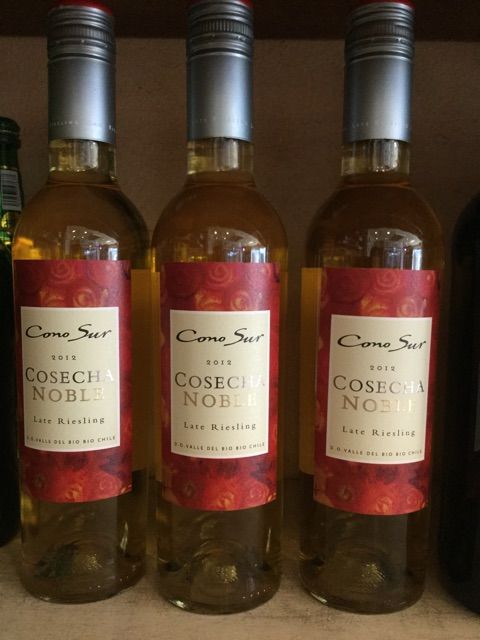 Cono Sur
2012
COSECHA
NOBLE
Late Riesling
D.O. VALLE DEL BIO BIO CHILE
Cono Sur
2012
COSECHA
NOBLE
Late Riesling
D.O. VALLE DEL BIO BIO CHILE
Cono Sur
2012
COSECHA
NOBLE
Late Riesling
D.O. VALLE DEL BIO BIO CHILE